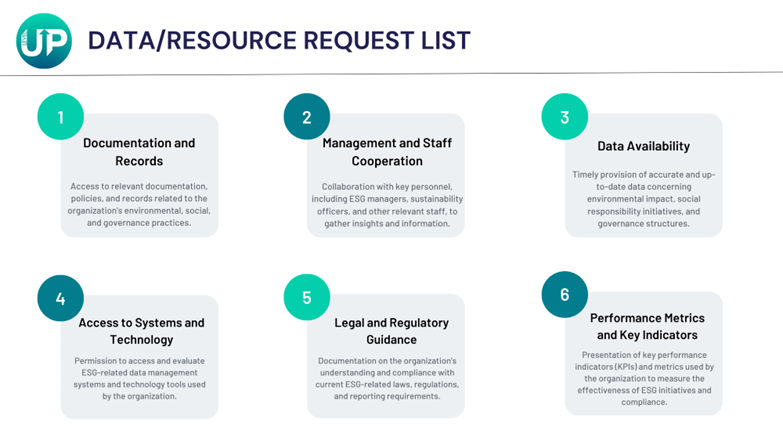 UP
DATA/RESOURCE REQUEST LIST
1
Documentation and
Records
Access to relevant documentation,
policies, and records related to the
organization's environmental, social,
and governance practices.
2
Management and Staff
Cooperation
Collaboration with key personnel,
including ESG managers, sustainability
officers, and other relevant staff, to
gather insights and information.
3
Data Availability
Timely provision of accurate and up-
to-date data concerning
environmental impact, social
responsibility initiatives, and
governance structures.
4
Access to Systems and
Technology
Permission to access and evaluate
ESG-related data management
systems and technology tools used
by the organization.
5
Legal and Regulatory
Guidance
Documentation on the organization's
understanding and compliance with
current ESG-related laws, regulations,
and reporting requirements.
6
Performance Metrics
and Key Indicators
Presentation of key performance
indicators (KPIs) and metrics used by
the organization to measure the
effectiveness of ESG initiatives and
compliance.